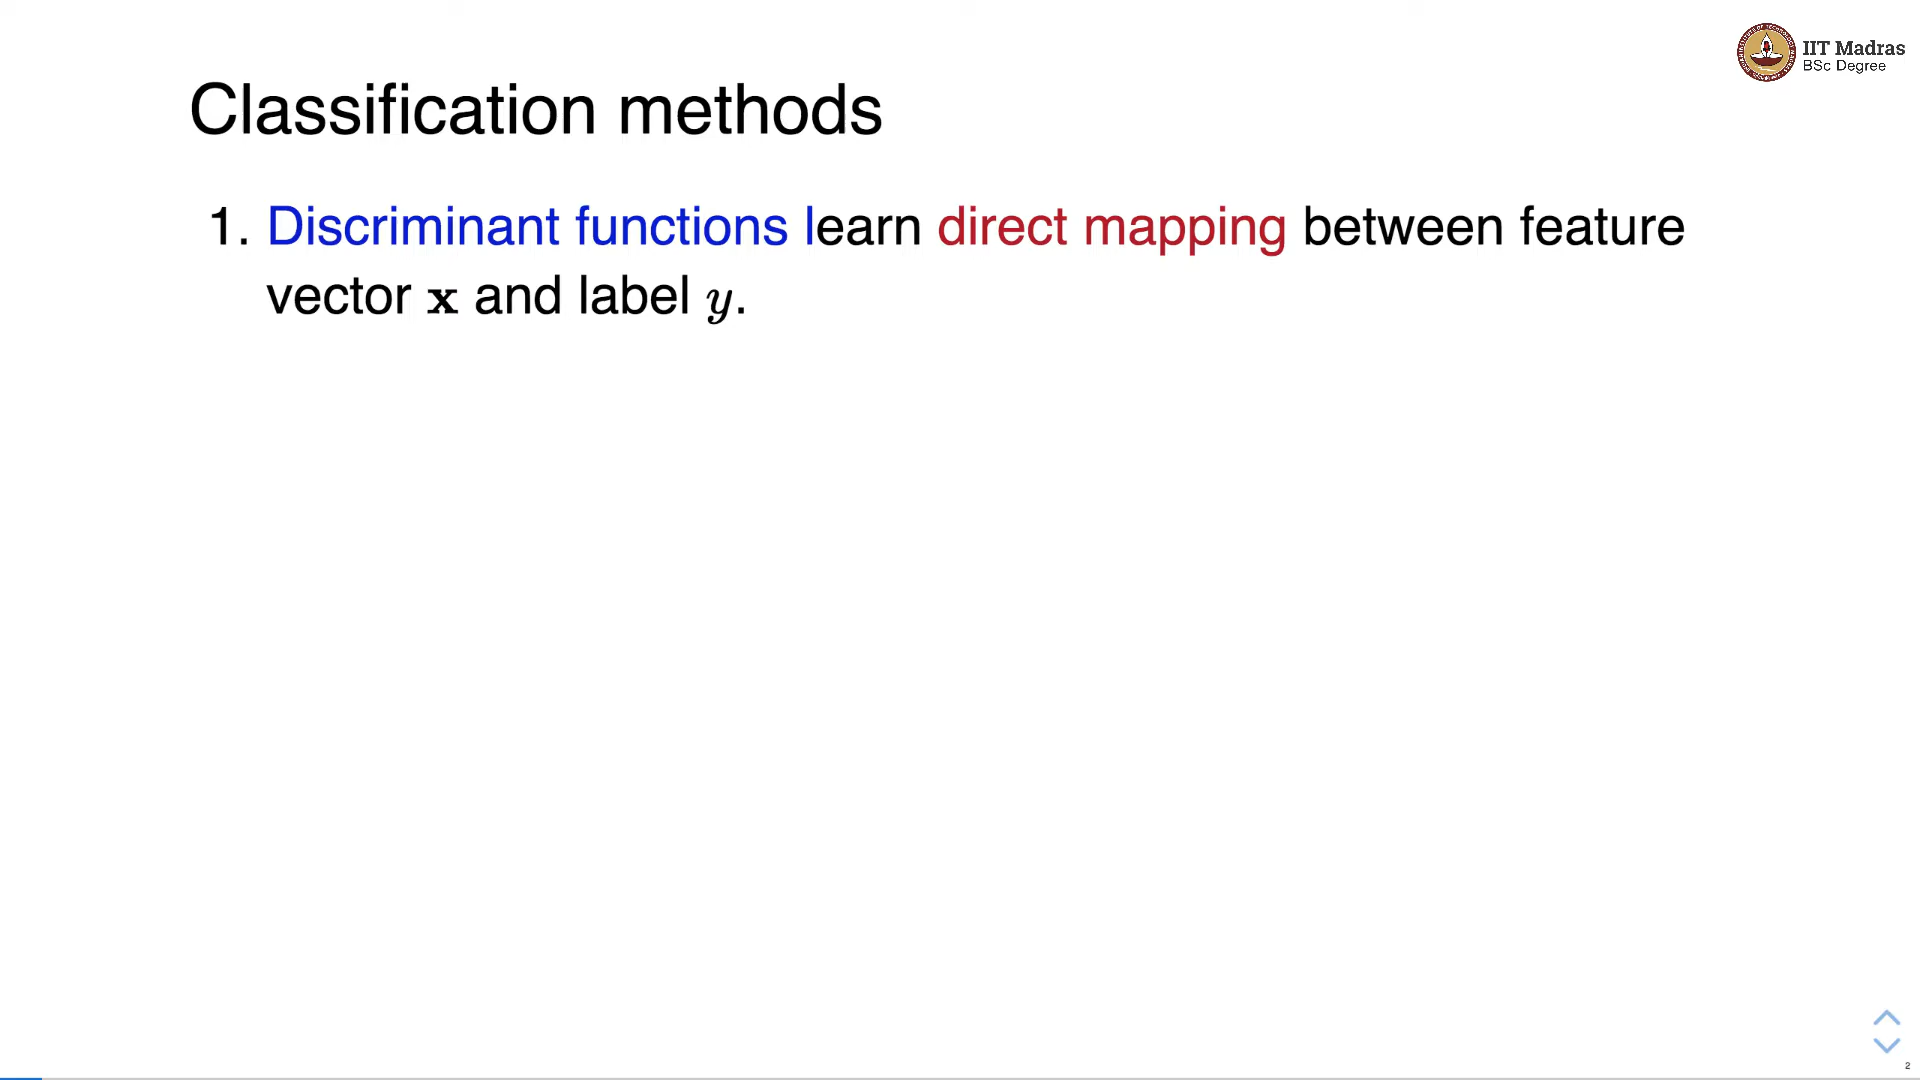 IIT Madras
BSc Degree
Classification methods
1. Discriminant functions learn direct mapping between feature
vector x and label y.
2